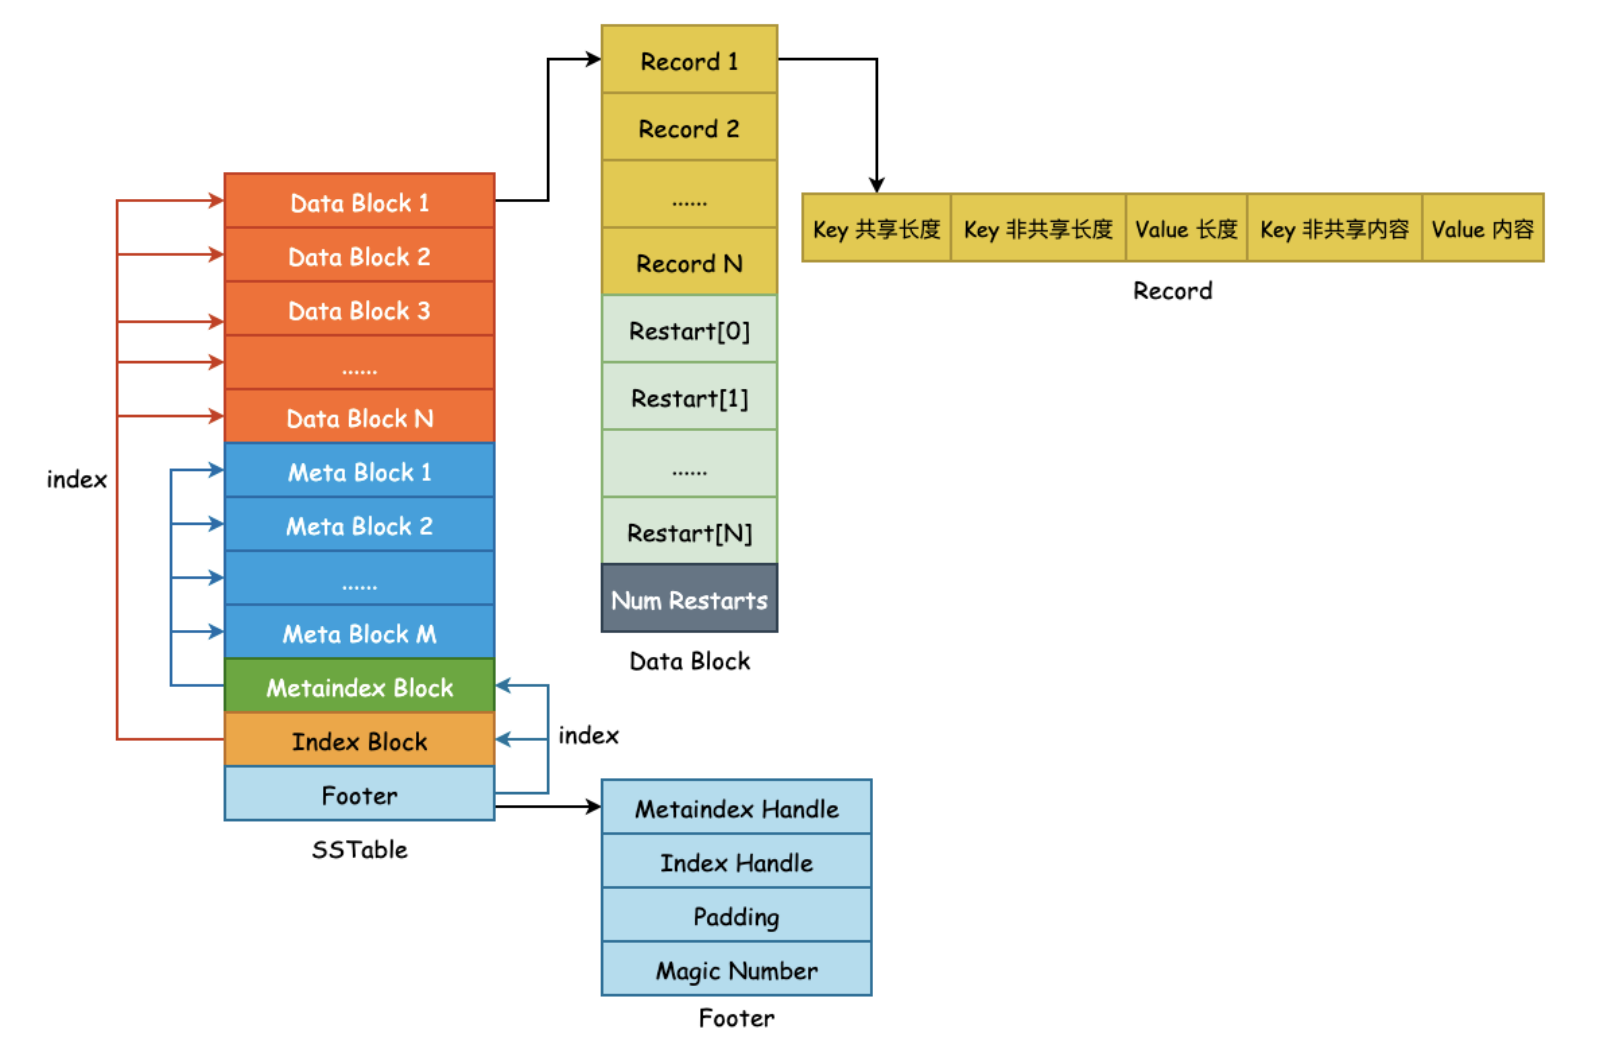 index
Data Block 1
Data Block 2
Data Block 3
......
Data Block N
Meta Block 1
Meta Block 2
......
Meta Block M
Metaindex Block
Index Block
Footer
SSTable
index
Record 1
Record 2
......
Record N
Restart[0]
Restart[1]
......
Restart[N]
Num Restarts
Data Block
Key 共享长度
Key 非共享长度
Value 长度
Key 非共享内容
Value 内容
Record
Metaindex Handle
Index Handle
Padding
Magic Number
Footer